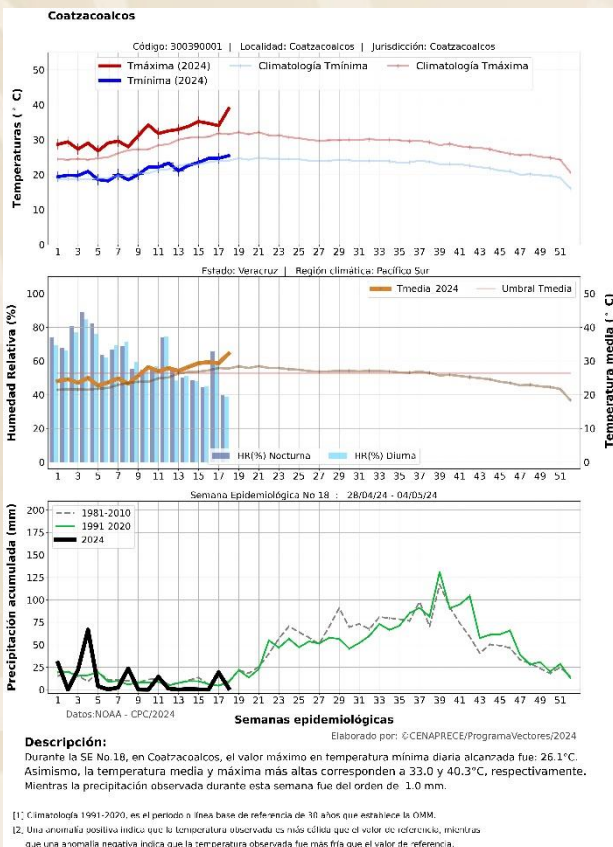 Coatzacoalcos
Código: 300390001 | Localidad: Coatzacoalcos | Jurisdicción: Coatzacoalcos
Tmáxima (2024) Climatología Tmínima Climatología Tmáxima
Tmínima (2024)
Temperaturas (° C)
50
40
30
20
10
0
1 3 5 7 9 11 13 15 17 19 21 23 25 27 29 31 33 35 37 39 41 43 45 47 49 51
Estado: Veracruz | Región climática: Pacífico Sur
Tmedia 2024 Umbral Tmedia
Humedad Relativa (%)
100
80
60
40
20
0
50
40
30
20
10
0
Temperatura media (° C)
HR(%) Nocturna HR(%) Diurna
1 3 5 7 9 11 13 15 17 19 21 23 25 27 29 31 33 35 37 39 41 43 45 47 49 51
Semana Epidemiológica No 18 : 28/04/24 - 04/05/24
1981-2010
1991 2020
2024
Precipitación acumulada (mm)
200
175
150
125
100
75
50
25
0
1 3 5 7 9 11 13 15 17 19 21 23 25 27 29 31 33 35 37 39 41 43 45 47 49 51
Datos:NOAA - CPC/2024
Semanas epidemiológicas
Elaborado por: ©CENAPRECE/ProgramaVectores/2024
Descripción:
Durante la SE No.18, en Coatzacoalcos, el valor máximo en temperatura mínima diaria alcanzada fue: 26.1°C.
Asimismo, la temperatura media y máxima más altas corresponden a 33.0 y 40.3°C, respectivamente.
Mientras la precipitación observada durante esta semana fue del orden de 1.0 mm.
[1] Climatología 1991-2020, es el periodo o línea base de referencia de 30 años que establece la OMM.
[2] Una anomalía positiva indica que la temperatura observada es más cálida que el valor de referencia, mientras
que una anomalía negativa indica que la temperatura observada fue más fría que el valor de referencia.